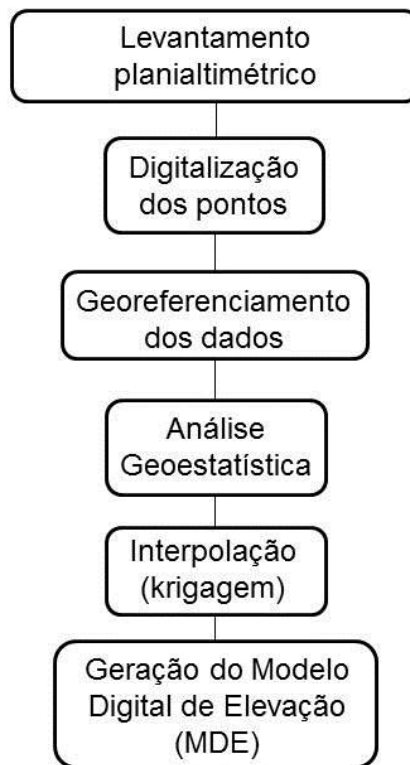 Levantamento
planialtimétrico
Digitalização
dos pontos
Georeferenciamento
dos dados
Análise
Geoestatística
Interpolação
(krigagem)
Geração do Modelo
Digital de Elevação
(MDE)